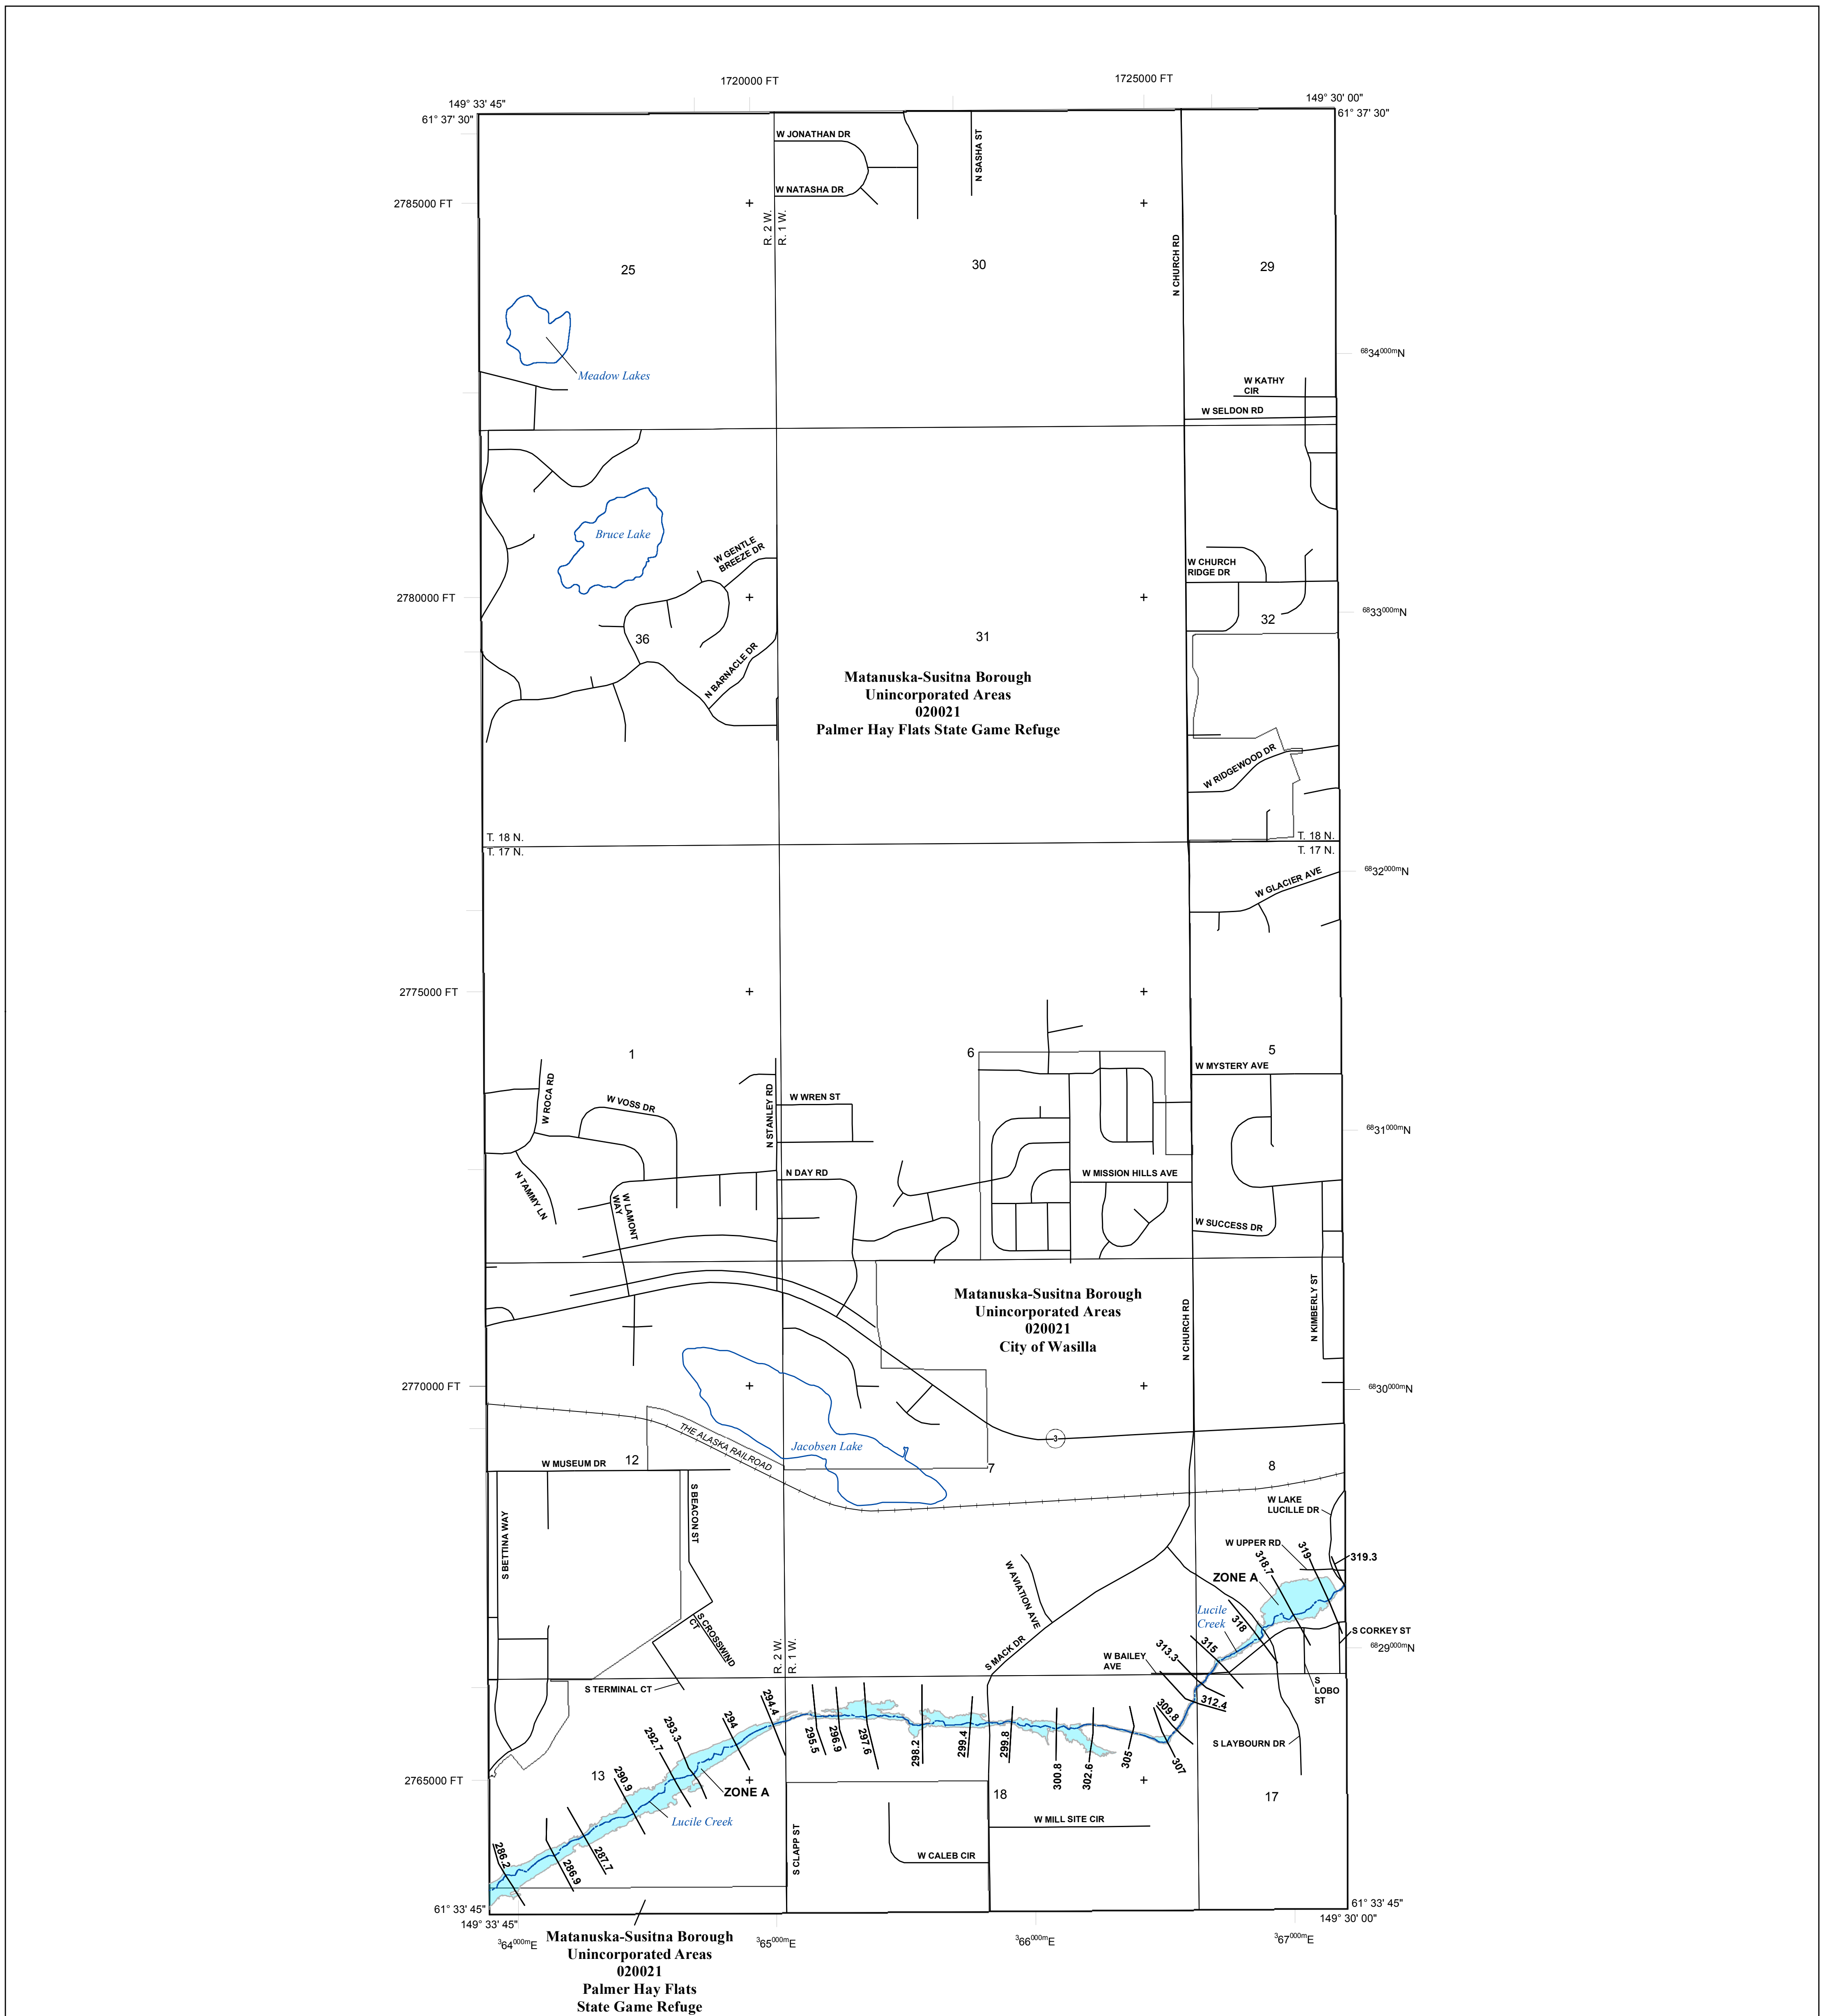 1720000 FT
1725000 FT
149° 33' 45"
149° 30' 00"
61° 37' 30"
61° 37' 30"
W JONATHAN DR
N SASHA ST
W NATASHA DR
2785000 FT
R. 2 W.
R. 1 W.
N CHURCH RD
25
30
29
6834000mN
Meadow Lakes
W KATHY
CIR
W SELDON RD
Bruce Lake
W GENTLE
BREEZE DR
W CHURCH
RIDGE DR
2780000 FT
6833000mN
32
36
31
N BARNACLE DR
Matanuska-Susitna Borough
Unincorporated Areas
020021
Palmer Hay Flats State Game Refuge
W RIDGEWOOD DR
T. 18 N.
T. 17 N.
T. 18 N.
T. 17 N.
6832000mN
W GLACIER AVE
2775000 FT
1
6
5
W MYSTERY AVE
W ROCA RD
W VOSS DR
N STANLEY RD
W WREN ST
6831000mN
N DAY RD
W MISSION HILLS AVE
N TAMMY LN
W LAMONT
WAY
W SUCCESS DR
Matanuska-Susitna Borough
Unincorporated Areas
020021
City of Wasilla
N CHURCH RD
N KIMBERLY ST
2770000 FT
6830000mN
3
THE ALASKA RAILROAD
Jacobsen Lake
W MUSEUM DR
12
7
8
S BETTINA WAY
S BEACON ST
W LAKE
LUCILLE DR
W UPPER RD
319
319.3
318.7
ZONE A
W AVIATION AVE
Lucile
Creek
318
S CROSSWIND
CT
S CORKEY ST
R. 2 W.
R. 1 W.
S MACK DR
315
313.3
6829000mN
W BAILEY
AVE
S
LOBO
ST
S TERMINAL CT
312.4
309.8
294.4
294
293.3
292.7
295.5
296.9
297.6
298.2
299.4
299.8
300.8
302.6
305
307
S LAYBOURN DR
2765000 FT
13
290.9
ZONE A
18
17
Lucile Creek
W MILL SITE CIR
S CLAPP ST
W CALEB CIR
286.2
286.9
287.7
61° 33' 45"
149° 33' 45"
61° 33' 45"
149° 30' 00"
364000mE
365000mE
366000mE
367000mE
Matanuska-Susitna Borough
Unincorporated Areas
020021
Palmer Hay Flats
State Game Refuge